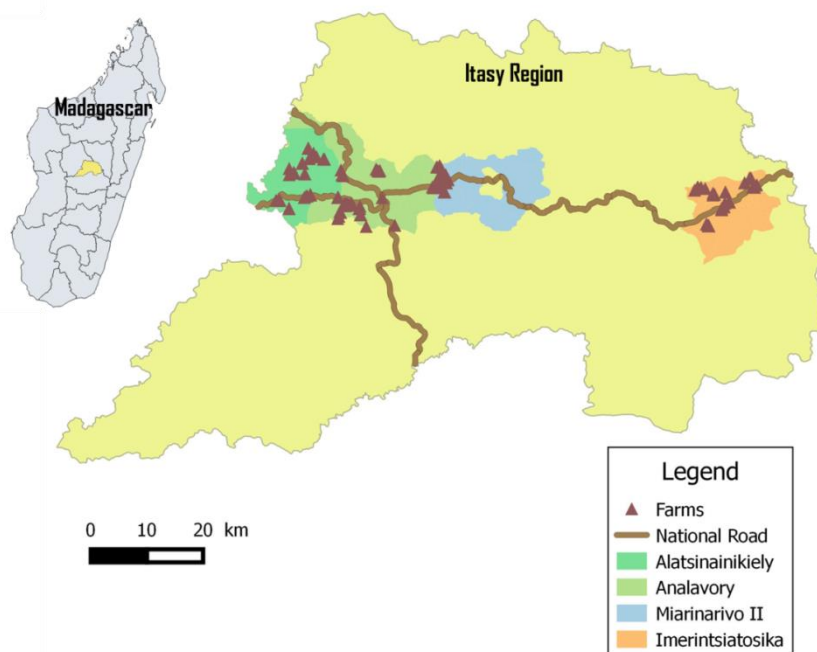 Madagascar
Itasy Region
0 10 20 km
Legend
Farms
National Road
Alatsinainikiely
Analavory
Miarinarivo II
Imerintsiatosika